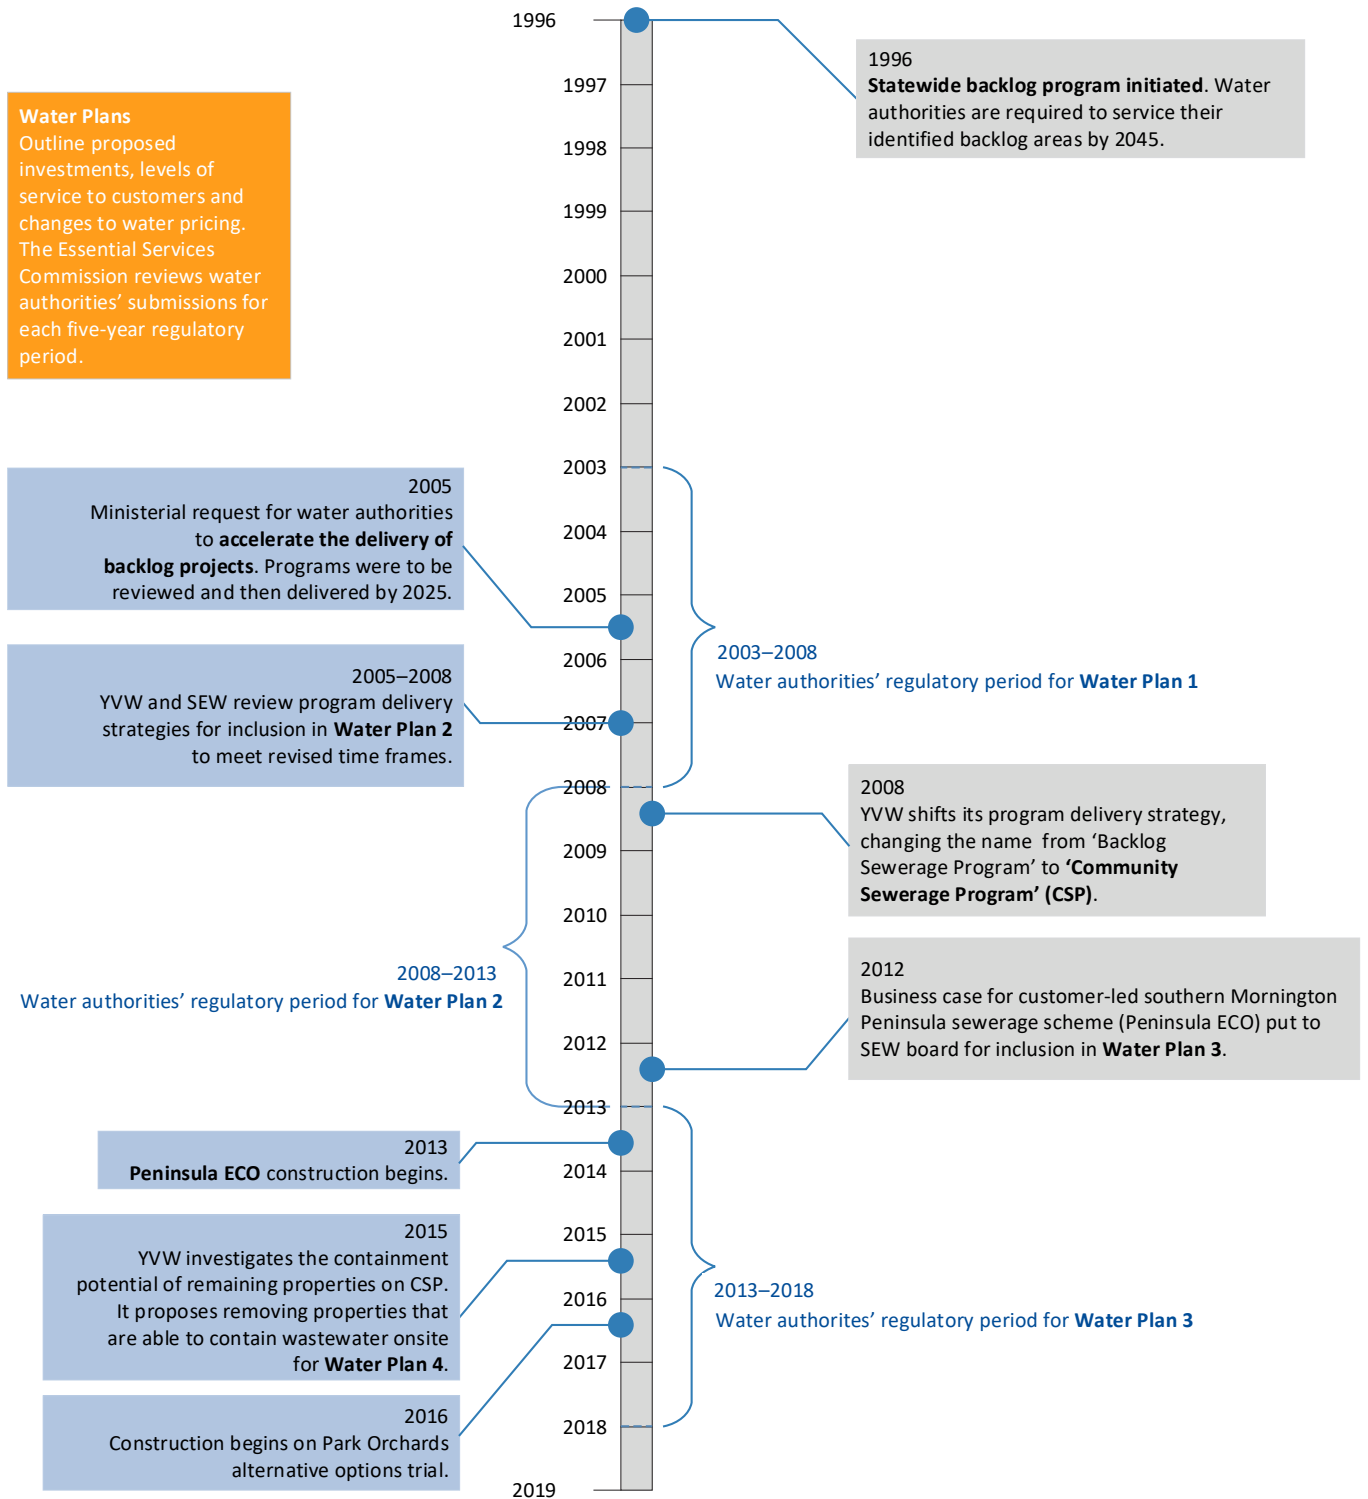 1996
1996
Statewide backlog program initiated. Water
authorities are required to service their
identified backlog areas by 2045.
1997
Water Plans
Outline proposed
investments, levels of
service to customers and
changes to water pricing.
The Essential Services
Commission reviews water
authorities’ submissions for
each five-year regulatory
period.
1998
1999
2000
2001
2002
2003
2005
Ministerial request for water authorities
to accelerate the delivery of
backlog projects. Programs were to be
reviewed and then delivered by 2025.
2004
2005
2006
2003–2008
Water authorities’ regulatory period for Water Plan 1
2005–2008
YVW and SEW review program delivery
strategies for inclusion in Water Plan 2
to meet revised time frames.
2007
2008
2008
YVW shifts its program delivery strategy,
changing the name  from ‘Backlog
Sewerage Program’ to ‘Community
Sewerage Program’ (CSP).
2009
2010
2011
2008–2013
Water authorities’ regulatory period for Water Plan 2
2012
Business case for customer-led southern Mornington
Peninsula sewerage scheme (Peninsula ECO) put to
SEW board for inclusion in Water Plan 3.
2012
2013
2013
Peninsula ECO construction begins.
2014
2015
2015
YVW investigates the containment
potential of remaining properties on CSP.
It proposes removing properties that
are able to contain wastewater onsite
for Water Plan 4.
2016
2013–2018
Water authorites’ regulatory period for Water Plan 3
2017
2016
Construction begins on Park Orchards
alternative options trial.
2018
2019